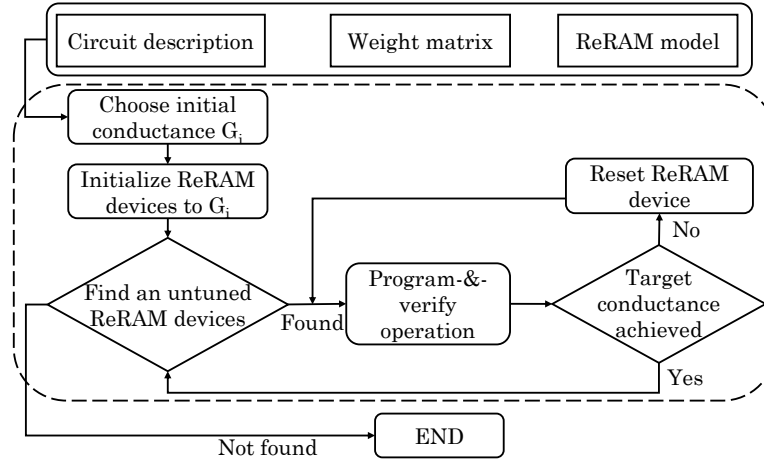 Circuit description
Weight matrix
ReRAM model
Choose initial
conductance Gᵢ
Initialize ReRAM
devices to Gᵢ
Reset ReRAM
device
No
Find an untuned
ReRAM devices
Found
Program-&-
verify
operation
Target
conductance
achieved
Yes
Not found
END